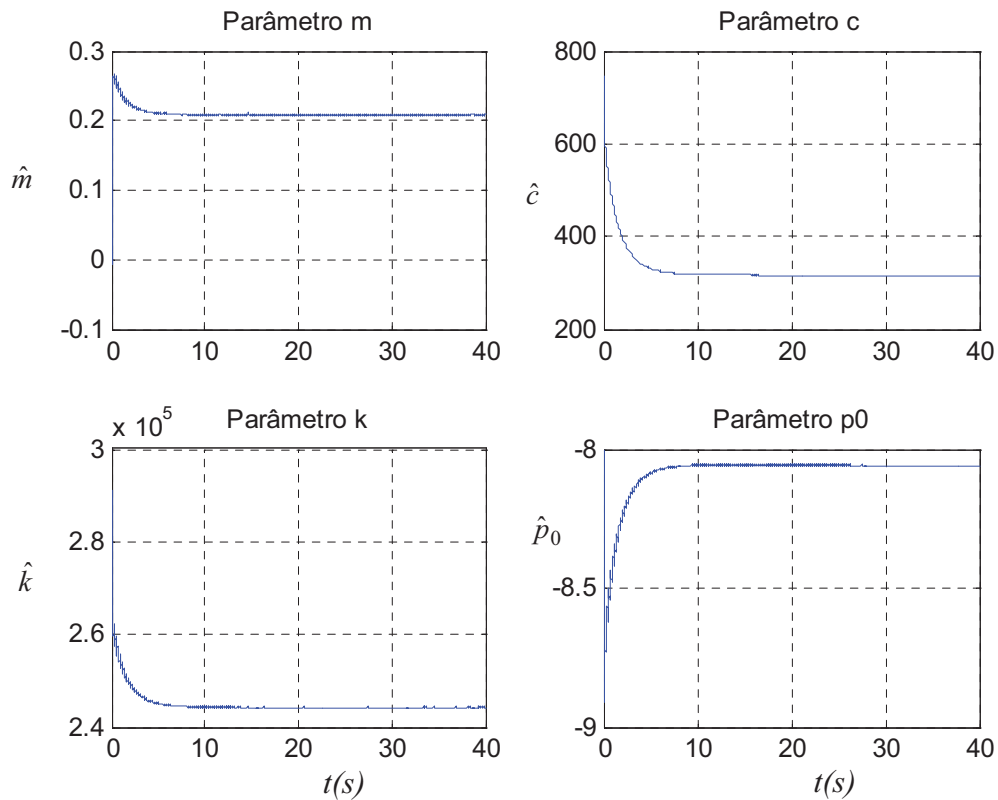 Parâmetro m
0.3
0.2
0.1
0
-0.1
m̂
0 10 20 30 40
Parâmetro c
800
600
400
200
ĉ
0 10 20 30 40
Parâmetro k
x 10^5
3
2.8
2.6
2.4
k̂
0 10 20 30 40
t(s)
Parâmetro p0
-8
-8.5
-9
p̂₀
0 10 20 30 40
t(s)